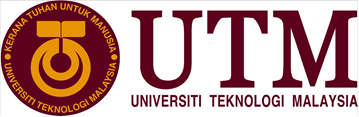 • KERANA TUHAN UNTUK MANUSIA •
UNIVERSITI TEKNOLOGI MALAYSIA
UTM
UNIVERSITI TEKNOLOGI MALAYSIA